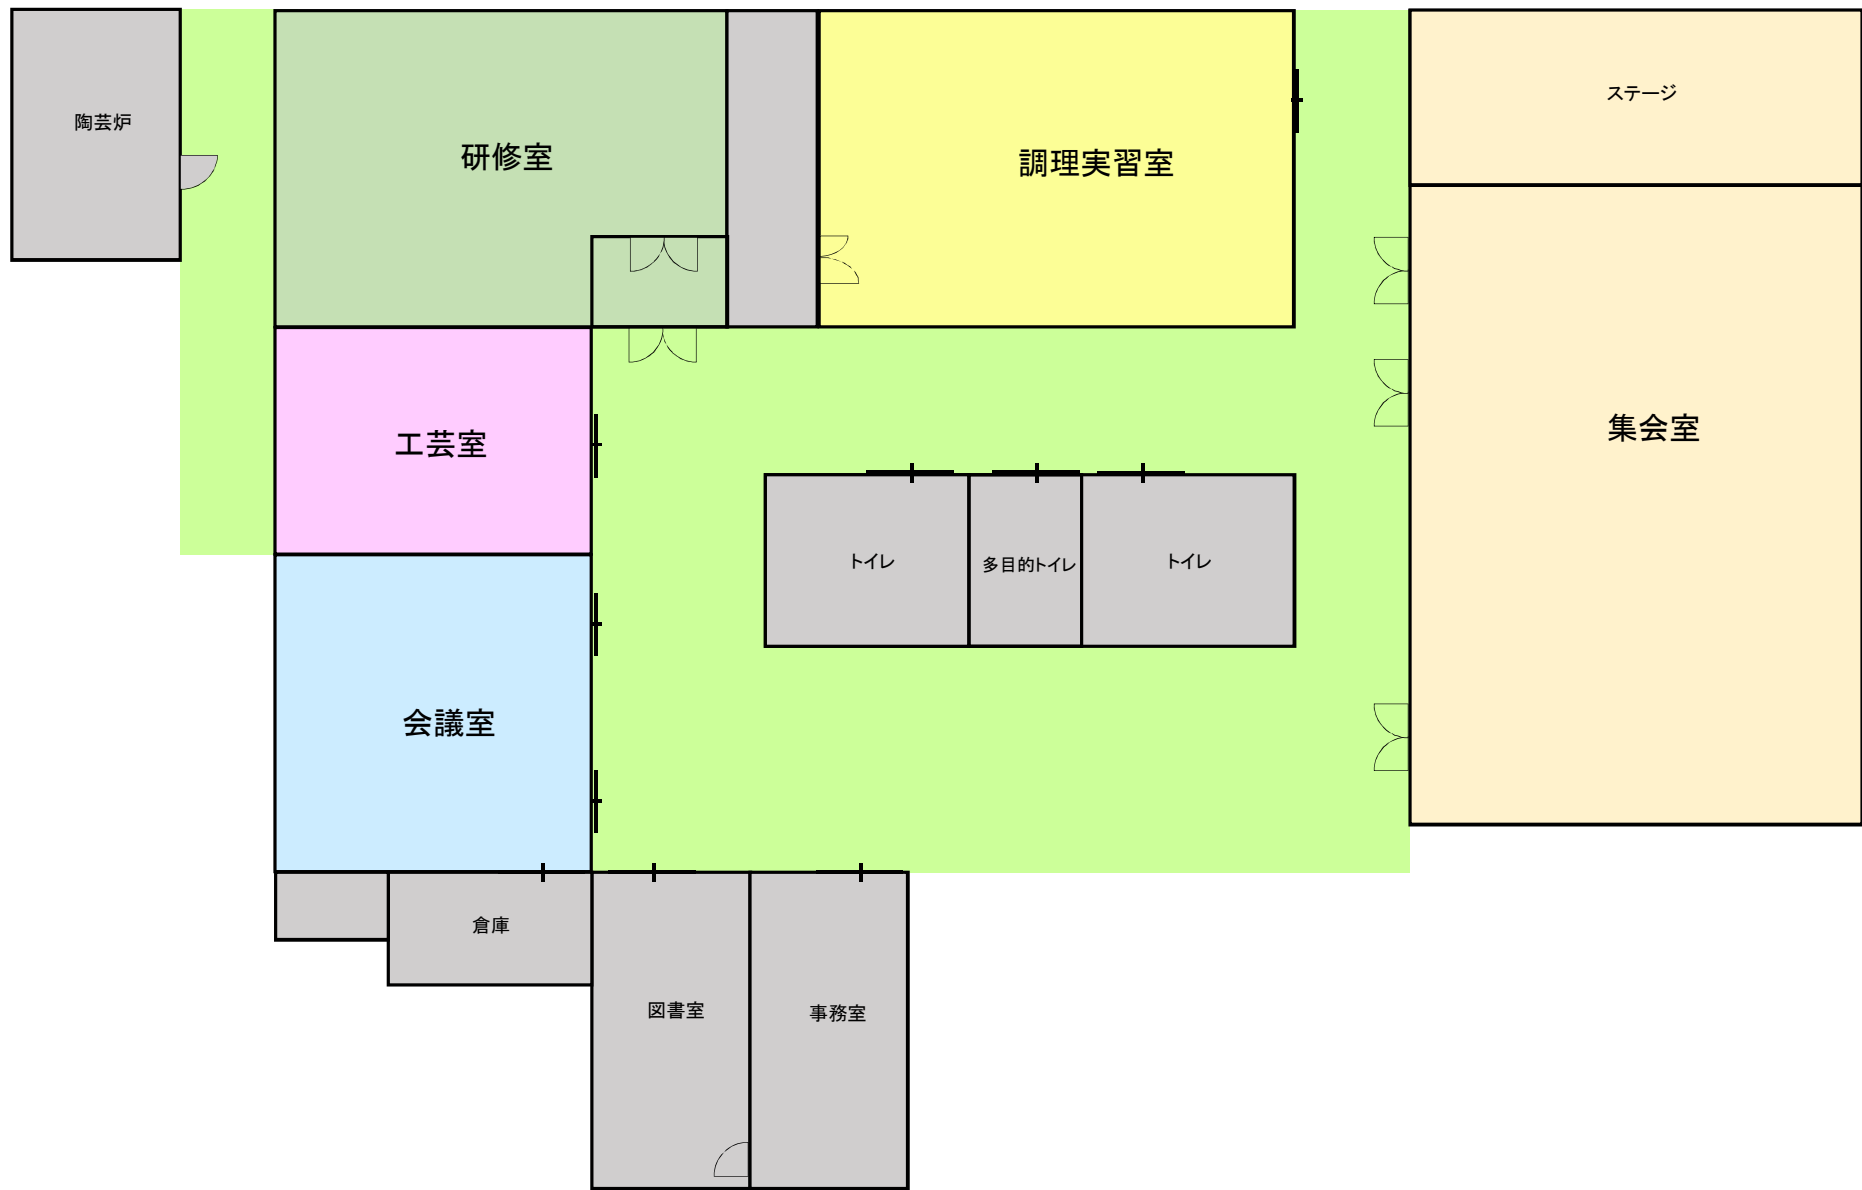 ステージ
陶芸炉
研修室
調理実習室
集会室
工芸室
トイレ
多目的トイレ
トイレ
会議室
倉庫
図書室
事務室